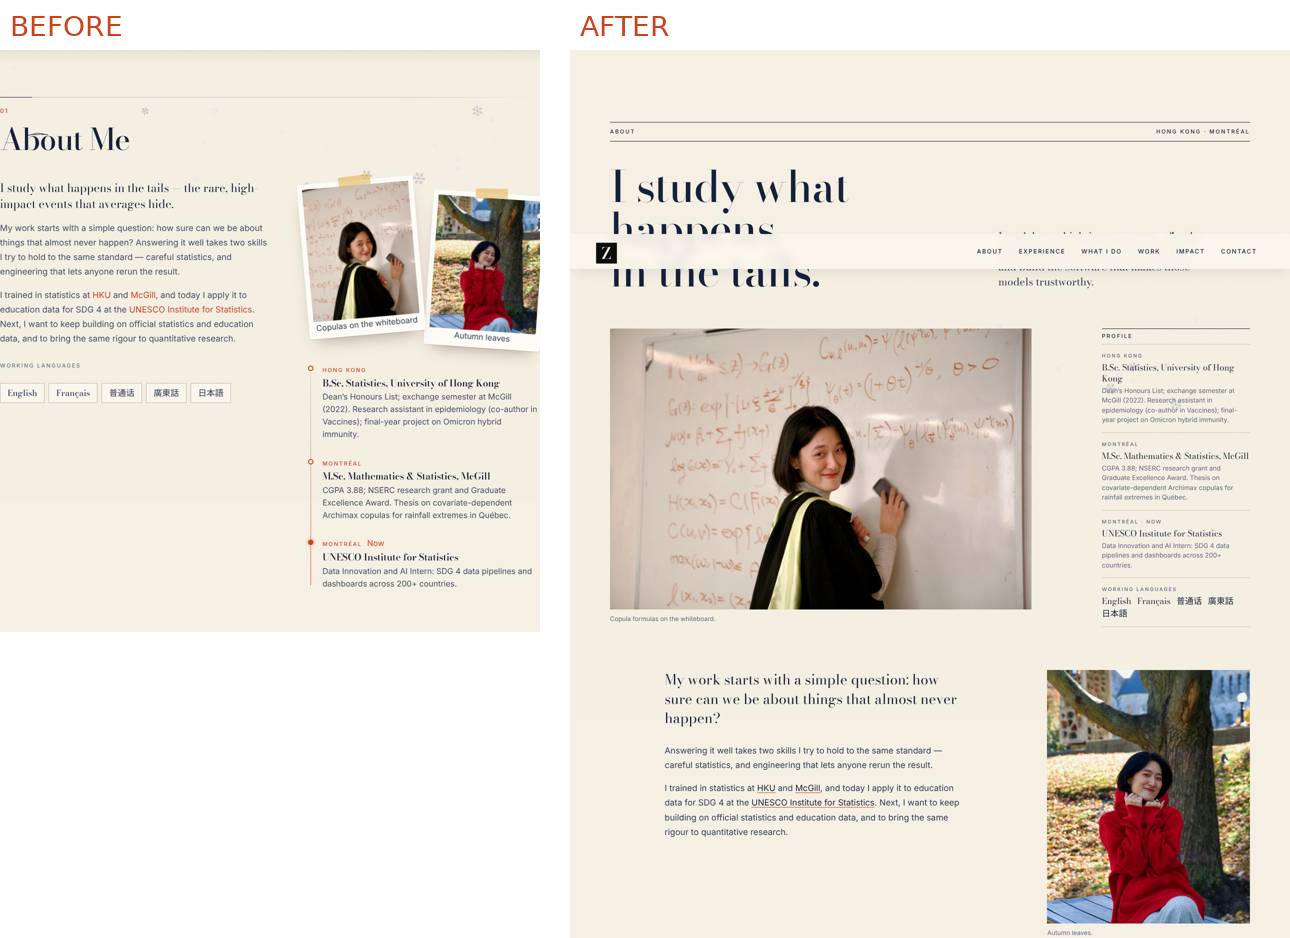 BEFORE
01
About Me
I study what happens in the tails — the rare, high-
impact events that averages hide.
My work starts with a simple question: how sure can we be about
things that almost never happen? Answering it well takes two skills
I try to hold to the same standard — careful statistics, and
engineering that lets anyone rerun the result.
I trained in statistics at HKU and McGill, and today I apply it to
education data for SDG 4 at the UNESCO Institute for Statistics.
Next, I want to keep building on official statistics and education
data, and to bring the same rigour to quantitative research.
WORKING LANGUAGES
English Français 普通话 廣東話 日本語
Copulas on the whiteboard
Autumn leaves
HONG KONG
B.Sc. Statistics, University of Hong Kong
Dean's Honours List; exchange semester at McGill
(2022). Research assistant in epidemiology (co-author in
Vaccines); final-year project on Omicron hybrid
immunity.
MONTRÉAL
M.Sc. Mathematics & Statistics, McGill
CGPA 3.88; NSERC research grant and Graduate
Excellence Award. Thesis on covariate-dependent
Archimax copulas for rainfall extremes in Québec.
MONTRÉAL Now
UNESCO Institute for Statistics
Data Innovation and AI Intern: SDG 4 data pipelines and
dashboards across 200+ countries.
AFTER
ABOUT
HONG KONG · MONTRÉAL
I study what
happens
in the tails.
Z
ABOUT EXPERIENCE WHAT I DO WORK IMPACT CONTACT
and build the software that makes those
models trustworthy.
Copula formulas on the whiteboard.
PROFILE
HONG KONG
B.Sc. Statistics, University of Hong
Kong
Dean's Honours List; exchange semester at
McGill (2022). Research assistant in
epidemiology (co-author in Vaccines); final-
year project on Omicron hybrid immunity.
MONTRÉAL
M.Sc. Mathematics & Statistics, McGill
CGPA 3.88; NSERC research grant and
Graduate Excellence Award. Thesis on
covariate-dependent Archimax copulas for
rainfall extremes in Québec.
MONTRÉAL · NOW
UNESCO Institute for Statistics
Data Innovation and AI Intern: SDG 4 data
pipelines and dashboards across 200+
countries.
WORKING LANGUAGES
English Français 普通话 廣東話
日本語
My work starts with a simple question: how
sure can we be about things that almost never
happen?
Answering it well takes two skills I try to hold to the same standard —
careful statistics, and engineering that lets anyone rerun the result.
I trained in statistics at HKU and McGill, and today I apply it to education
data for SDG 4 at the UNESCO Institute for Statistics. Next, I want to keep
building on official statistics and education data, and to bring the same
rigour to quantitative research.
Autumn leaves.